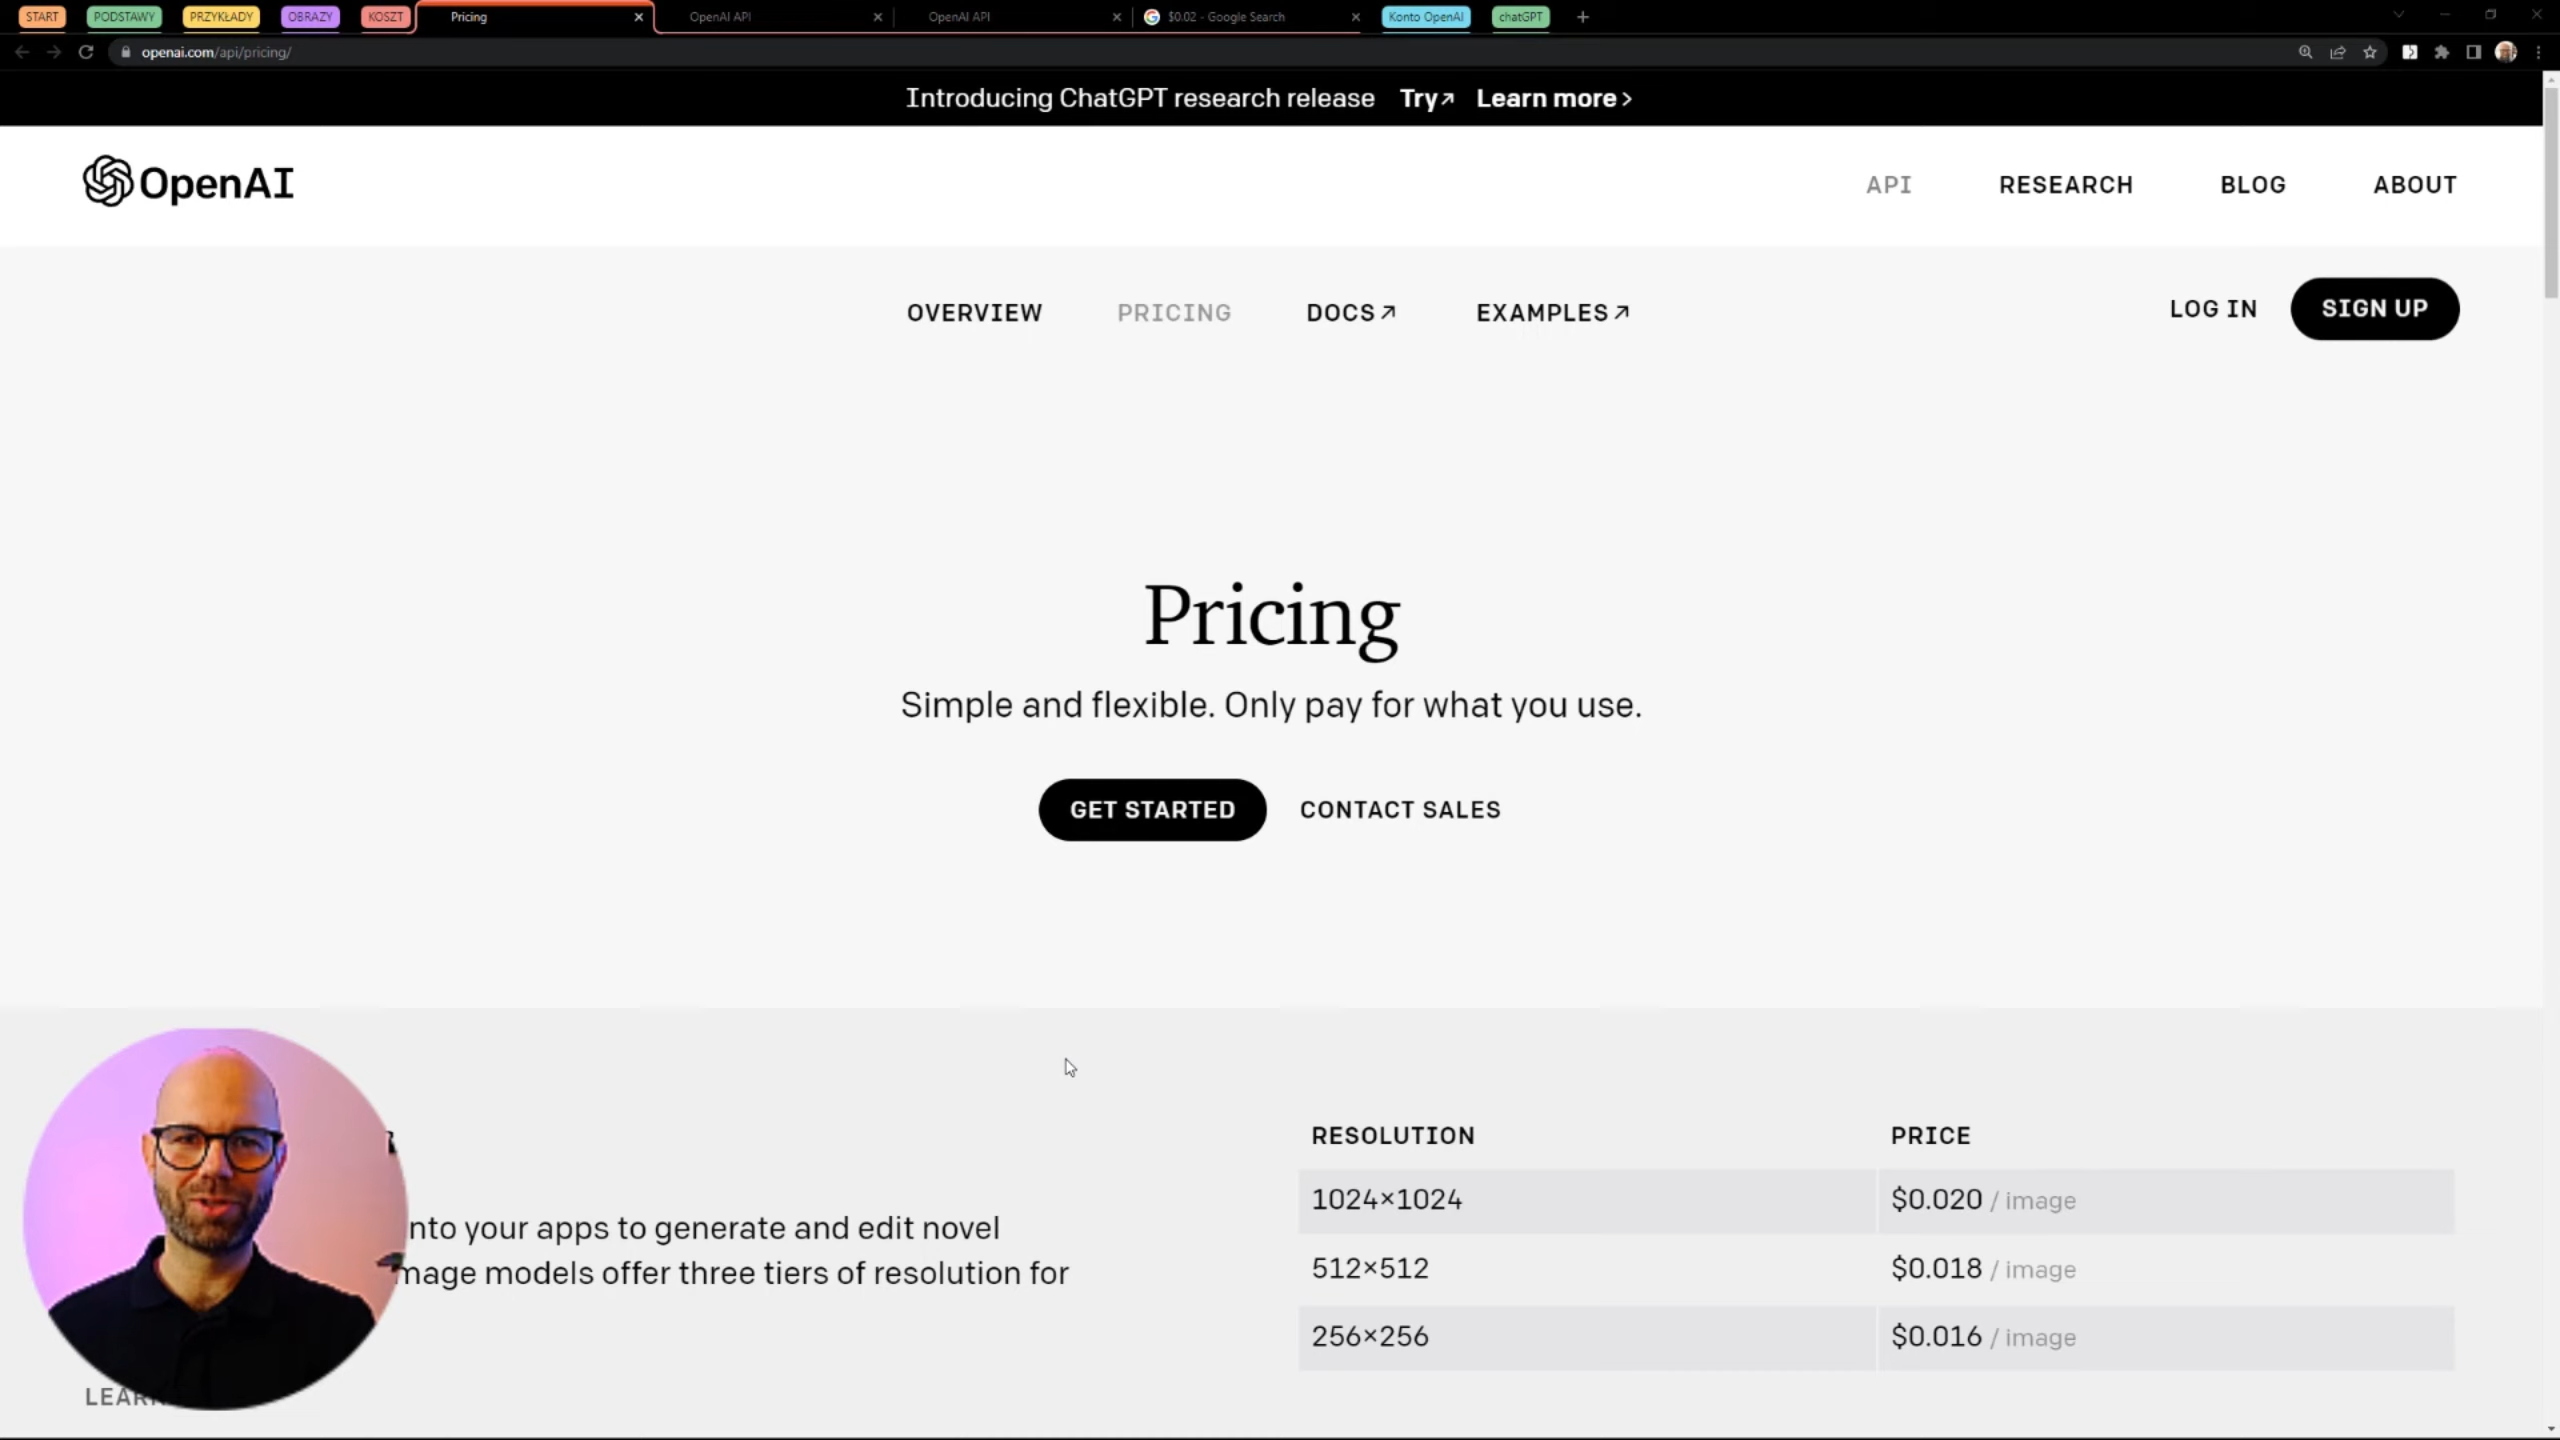 START PODSTAWY PRZYKŁADY OBRAZY KOSZT Pricing OpenAI API OpenAI API $0.02 - Google Search Konto OpenAI chatGPT
openai.com/api/pricing/
Introducing ChatGPT research release Try↗ Learn more >
OpenAI
API RESEARCH BLOG ABOUT
OVERVIEW PRICING DOCS↗ EXAMPLES↗
LOG IN SIGN UP
Pricing
Simple and flexible. Only pay for what you use.
GET STARTED CONTACT SALES
RESOLUTION PRICE
1024×1024 $0.020 / image
512×512 $0.018 / image
256×256 $0.016 / image
nto your apps to generate and edit novel
mage models offer three tiers of resolution for
LEAR